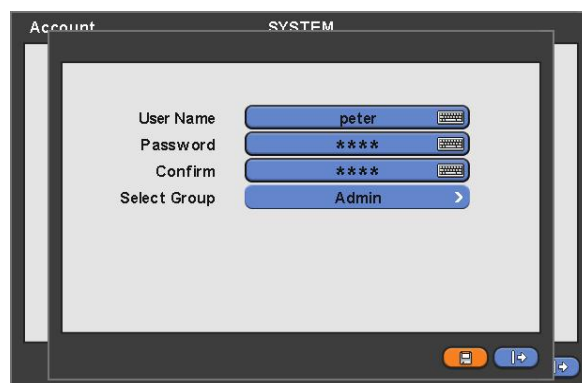 Account SYSTEM
User Name peter
Password ****
Confirm ****
Select Group Admin